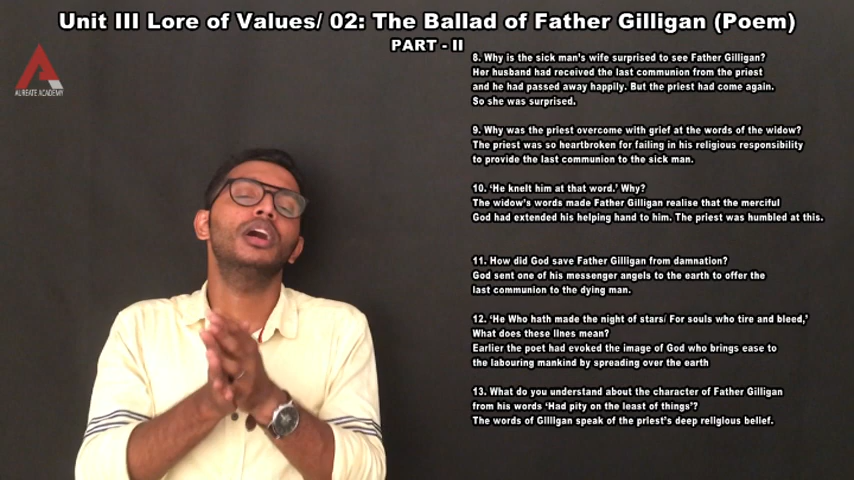 Unit III Lore of Values/ 02: The Ballad of Father Gilligan (Poem)
PART - II
AUREATE ACADEMY
8. Why is the sick man's wife surprised to see Father Gilligan?
Her husband had received the last communion from the priest
and he had passed away happily. But the priest had come again.
So she was surprised.
9. Why was the priest overcome with grief at the words of the widow?
The priest was so heartbroken for failing in his religious responsibility
to provide the last communion to the sick man.
10. ‘He knelt him at that word.’ Why?
The widow's words made Father Gilligan realise that the merciful
God had extended his helping hand to him. The priest was humbled at this.
11. How did God save Father Gilligan from damnation?
God sent one of his messenger angels to the earth to offer the
last communion to the dying man.
12. ‘He Who hath made the night of stars/ For souls who tire and bleed,’
What does these lines mean?
Earlier the poet had evoked the image of God who brings ease to
the labouring mankind by spreading over the earth
13. What do you understand about the character of Father Gilligan
from his words ‘Had pity on the least of things’?
The words of Gilligan speak of the priest's deep religious belief.